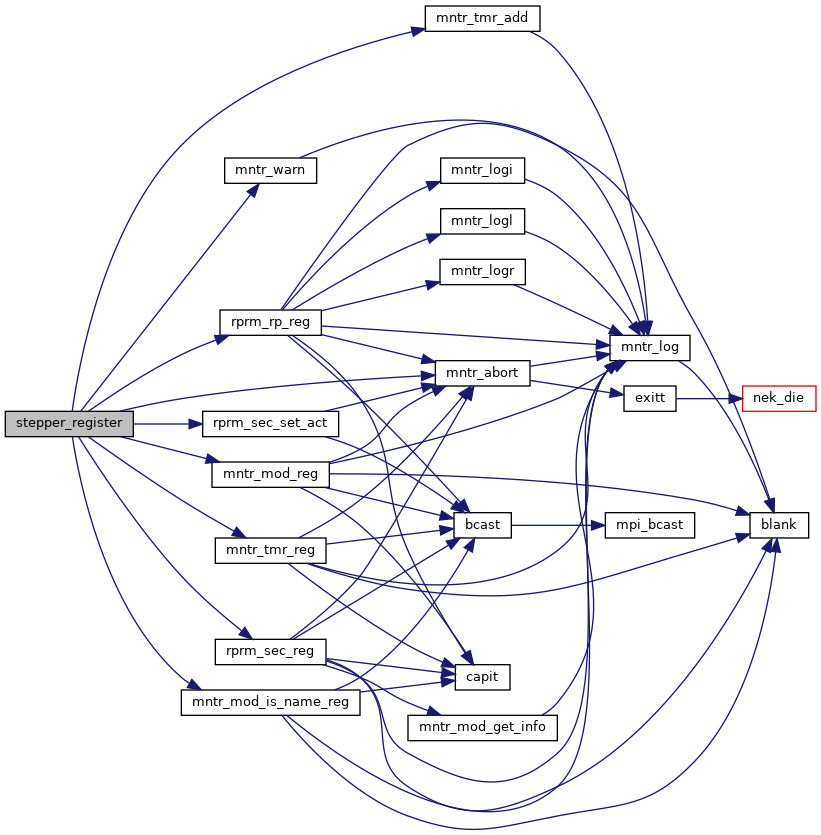 mntr_tmr_add
mntr_warn
mntr_logi
mntr_logl
mntr_logr
rprm_rp_reg
mntr_log
mntr_abort
exitt
nek_die
stepper_register
rprm_sec_set_act
mntr_mod_reg
bcast
mpi_bcast
blank
mntr_tmr_reg
rprm_sec_reg
capit
mntr_mod_is_name_reg
mntr_mod_get_info